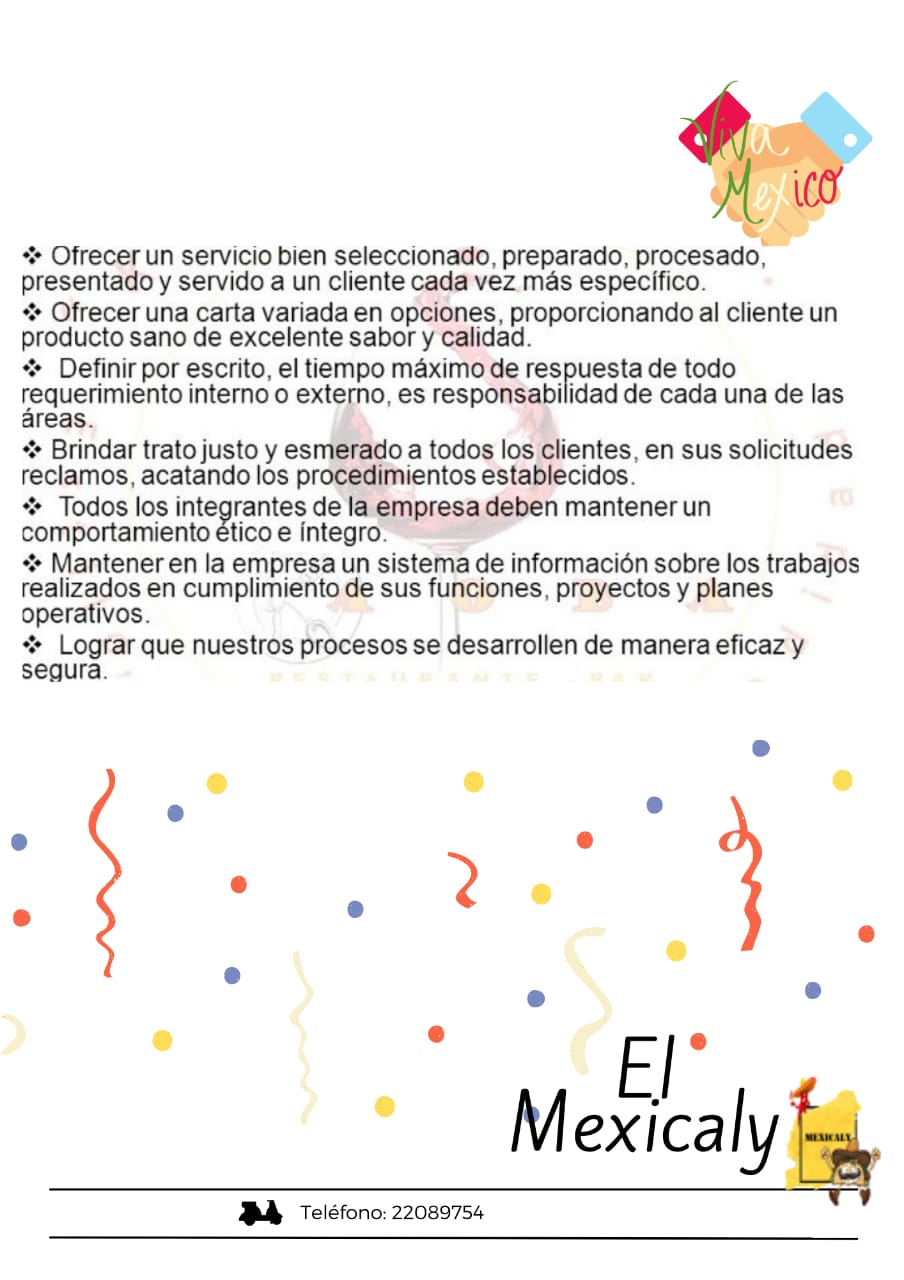 Viva
Mexico
❖ Ofrecer un servicio bien seleccionado, preparado, procesado,
presentado y servido a un cliente cada vez más específico.
❖ Ofrecer una carta variada en opciones, proporcionando al cliente un
producto sano de excelente sabor y calidad.
❖ Definir por escrito, el tiempo máximo de respuesta de todo
requerimiento interno o externo, es responsabilidad de cada una de las
áreas.
❖ Brindar trato justo y esmerado a todos los clientes, en sus solicitudes
reclamos, acatando los procedimientos establecidos.
❖ Todos los integrantes de la empresa deben mantener un
comportamiento ético e íntegro.
❖ Mantener en la empresa un sistema de información sobre los trabajos
realizados en cumplimiento de sus funciones, proyectos y planes
operativos.
❖ Lograr que nuestros procesos se desarrollen de manera eficaz y
segura.
RESTAURANTE BAR
El
Mexicaly
MEXICALY
Teléfono: 22089754